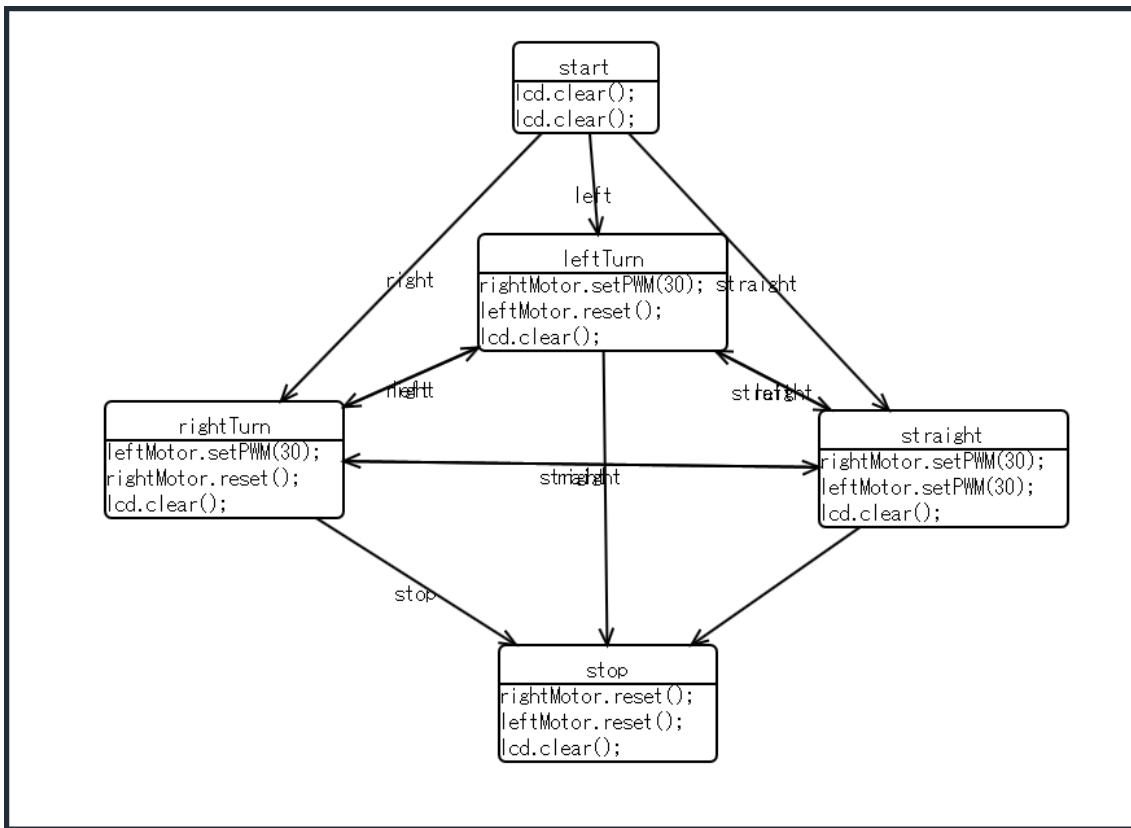 start
lcd.clear();
lcd.clear();
left
leftTurn
rightMotor.setPWM(30);
leftMotor.reset();
lcd.clear();
right
straight
rightTurn
leftMotor.setPWM(30);
rightMotor.reset();
lcd.clear();
straight
rightMotor.setPWM(30);
leftMotor.setPWM(30);
lcd.clear();
stop
stop
rightMotor.reset();
leftMotor.reset();
lcd.clear();